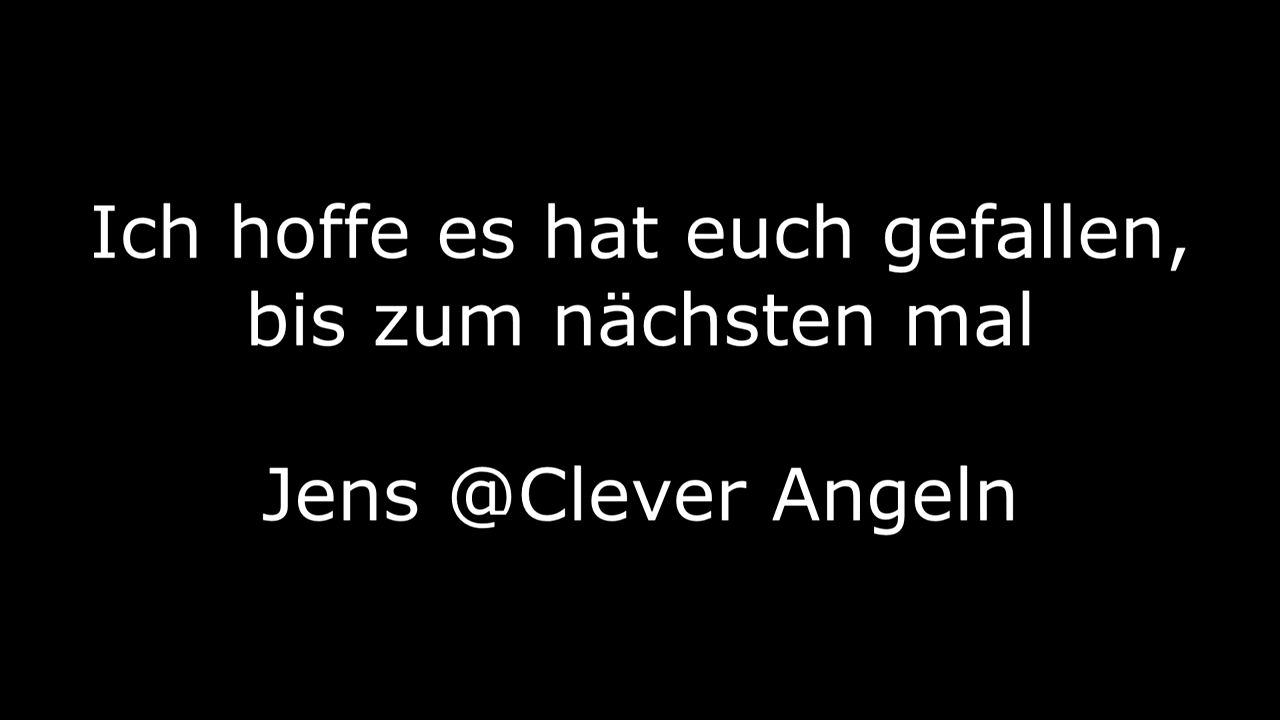 Ich hoffe es hat euch gefallen,
bis zum nächsten mal
Jens @Clever Angeln